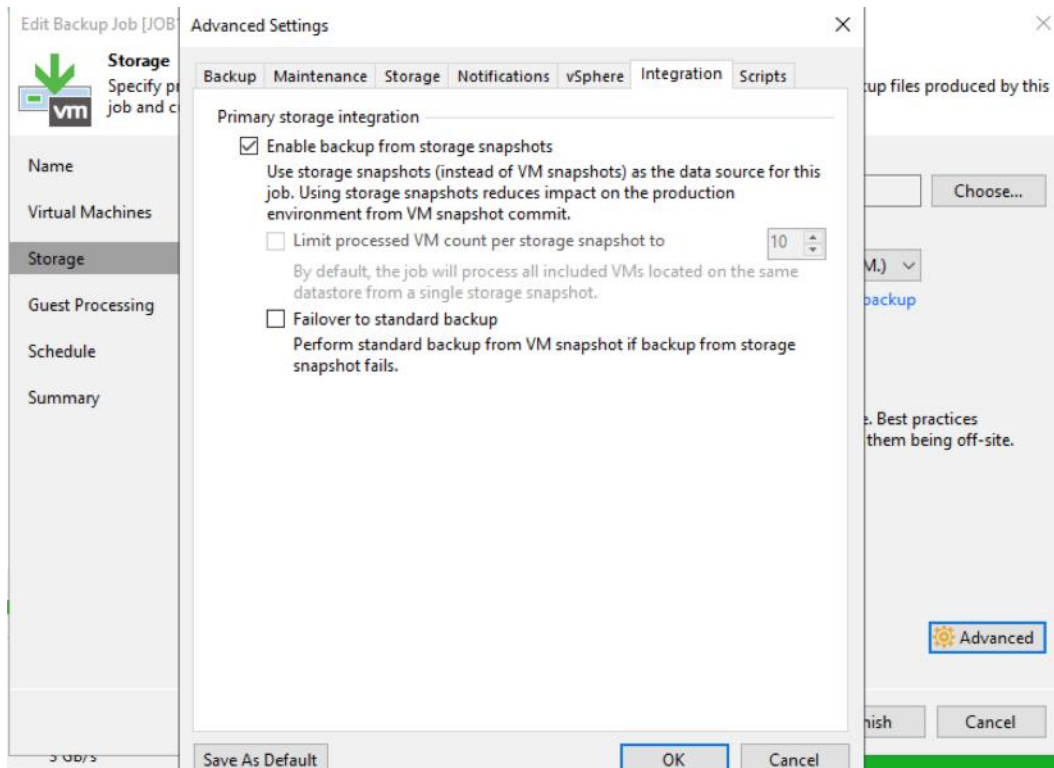 Edit Backup Job [JOB
Advanced Settings
Storage
Specify pr
job and c
kup files produced by this
vm
Backup Maintenance Storage Notifications vSphere Integration Scripts
Primary storage integration
Enable backup from storage snapshots
Use storage snapshots (instead of VM snapshots) as the data source for this
job. Using storage snapshots reduces impact on the production
environment from VM snapshot commit.
Limit processed VM count per storage snapshot to 10
By default, the job will process all included VMs located on the same
datastore from a single storage snapshot.
Failover to standard backup
Perform standard backup from VM snapshot if backup from storage
snapshot fails.
Name
Virtual Machines
Storage
Guest Processing
Schedule
Summary
Choose...
M.)
backup
e. Best practices
them being off-site.
Advanced
nish
Cancel
Save As Default
OK
Cancel